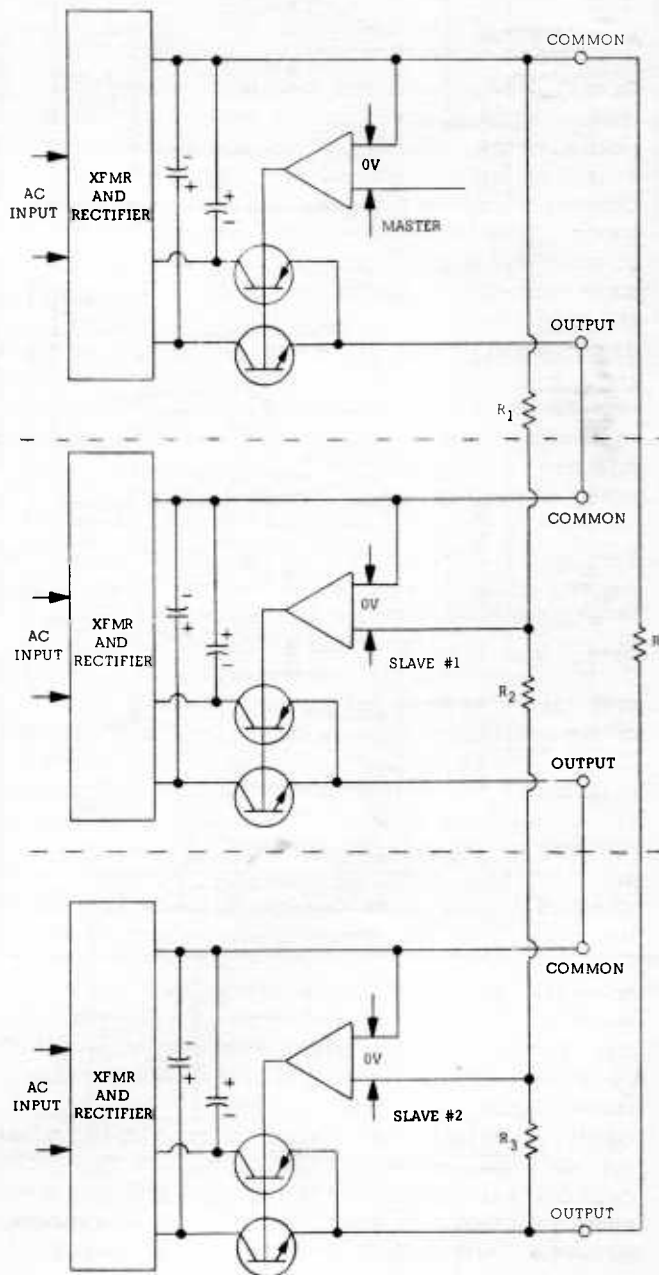 COMMON
XFMR
AND
RECTIFIER
AC
INPUT
-
+
+
-
0V
MASTER
OUTPUT
R1
COMMON
XFMR
AND
RECTIFIER
AC
INPUT
-
+
+
-
0V
SLAVE #1
R2
R
OUTPUT
COMMON
XFMR
AND
RECTIFIER
AC
INPUT
-
+
+
-
0V
SLAVE #2
R3
OUTPUT